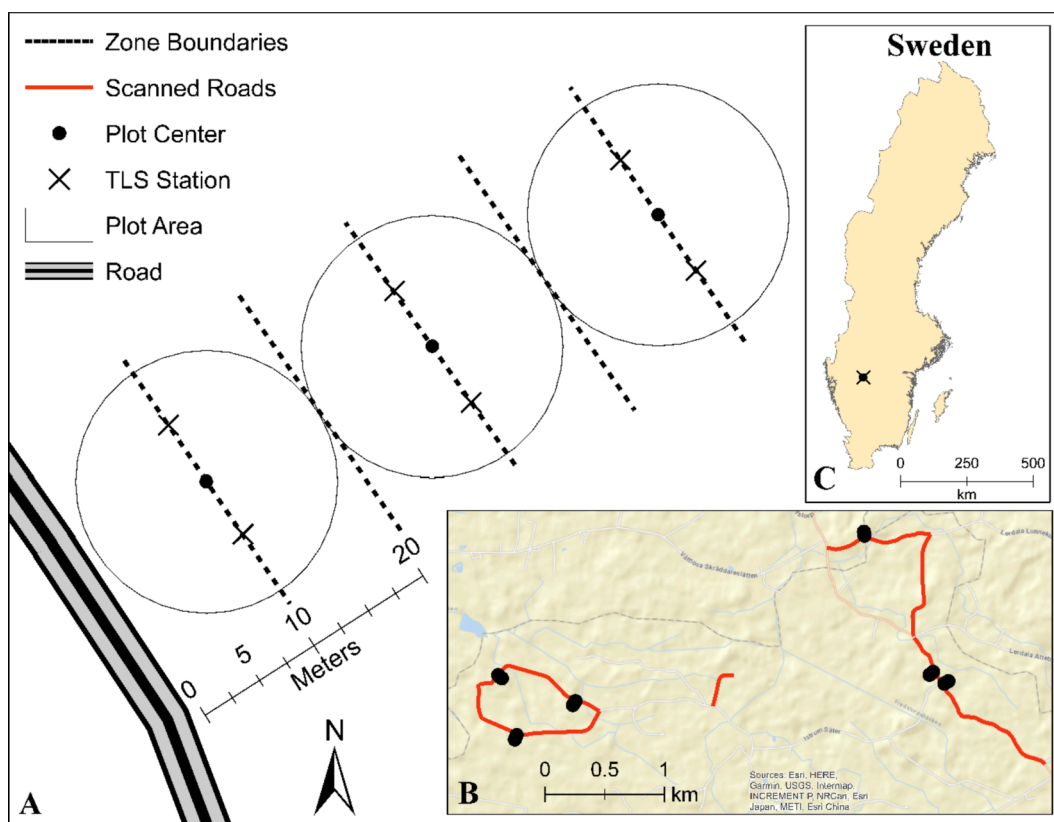 Zone Boundaries
Scanned Roads
Plot Center
TLS Station
Plot Area
Road
0
5
10
20
Meters
N
A
Sweden
0 250 500
km
C
Istrum Säter
0 0.5 1
km
Sources: Esri, HERE,
Garmin, USGS, Intermap,
INCREMENT P, NRCan, Esri
Japan, METI, Esri China
B